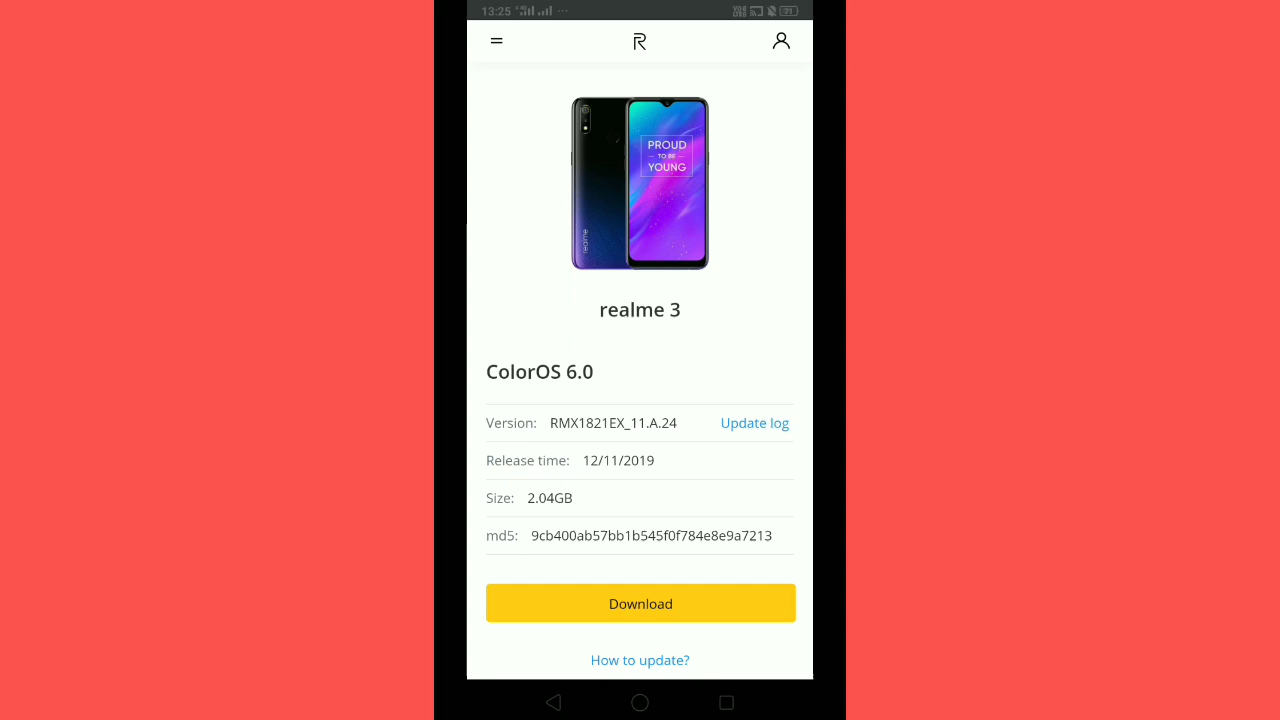 13:25
21
PROUD
TO BE
YOUNG
realme
realme 3
ColorOS 6.0
Version: RMX1821EX_11.A.24 Update log
Release time: 12/11/2019
Size: 2.04GB
md5: 9cb400ab57bb1b545f0f784e8e9a7213
Download
How to update?